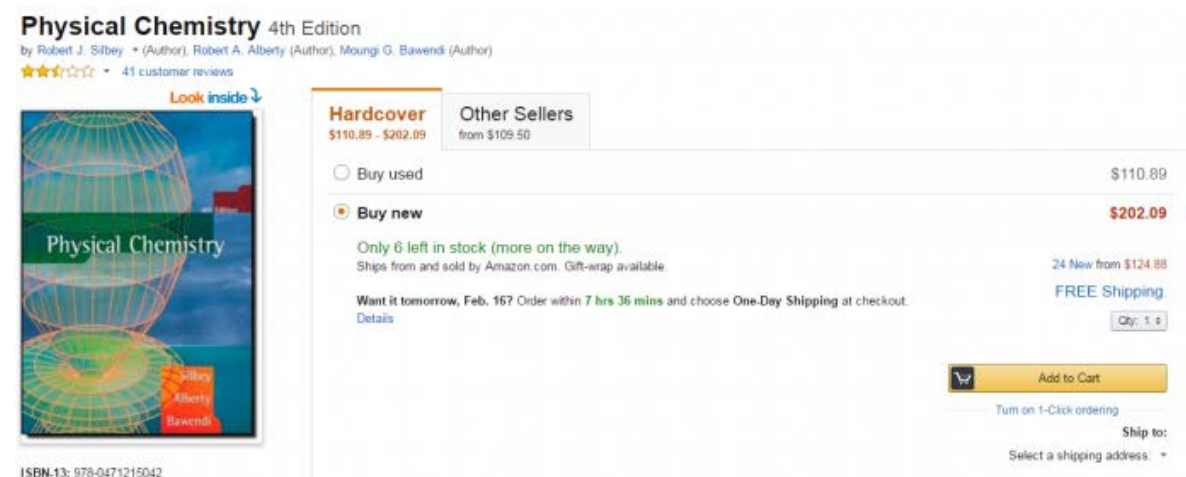 Physical Chemistry 4th Edition
by Robert J. Silbey (Author), Robert A. Alberty (Author), Moungi G. Bawendi (Author)
41 customer reviews
Look inside
Physical Chemistry
Silbey
Alberty
Bawendi
ISBN-13: 978-0471215042
Hardcover
$110.89 - $202.09
Other Sellers
from $109.50
Buy used
$110.89
Buy new
$202.09
Only 6 left in stock (more on the way).
Ships from and sold by Amazon.com. Gift-wrap available.
Want it tomorrow, Feb. 16? Order within 7 hrs 36 mins and choose One-Day Shipping at checkout.
Details
24 New from $124.88
FREE Shipping.
Qty: 1
Add to Cart
Turn on 1-Click ordering
Ship to:
Select a shipping address: